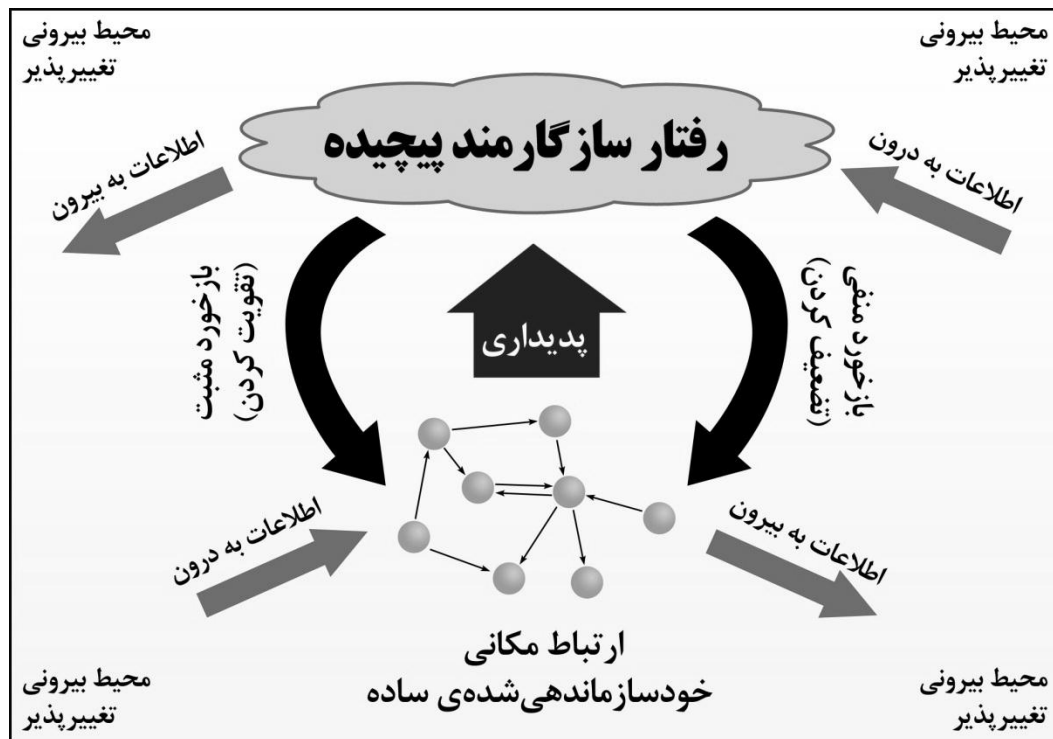 محیط بیرونی
تغییرپذیر
محیط بیرونی
تغییرپذیر
رفتار سازگارمند پیچیده
اطلاعات به درون
اطلاعات به بیرون
بازخورد منفی
(تضعیف کردن)
پدیداری
بازخورد مثبت
(تقویت کردن)
اطلاعات به بیرون
اطلاعات به درون
ارتباط مکانی
خودسازماندهی‌شده‌ی ساده
محیط بیرونی
تغییرپذیر
محیط بیرونی
تغییرپذیر